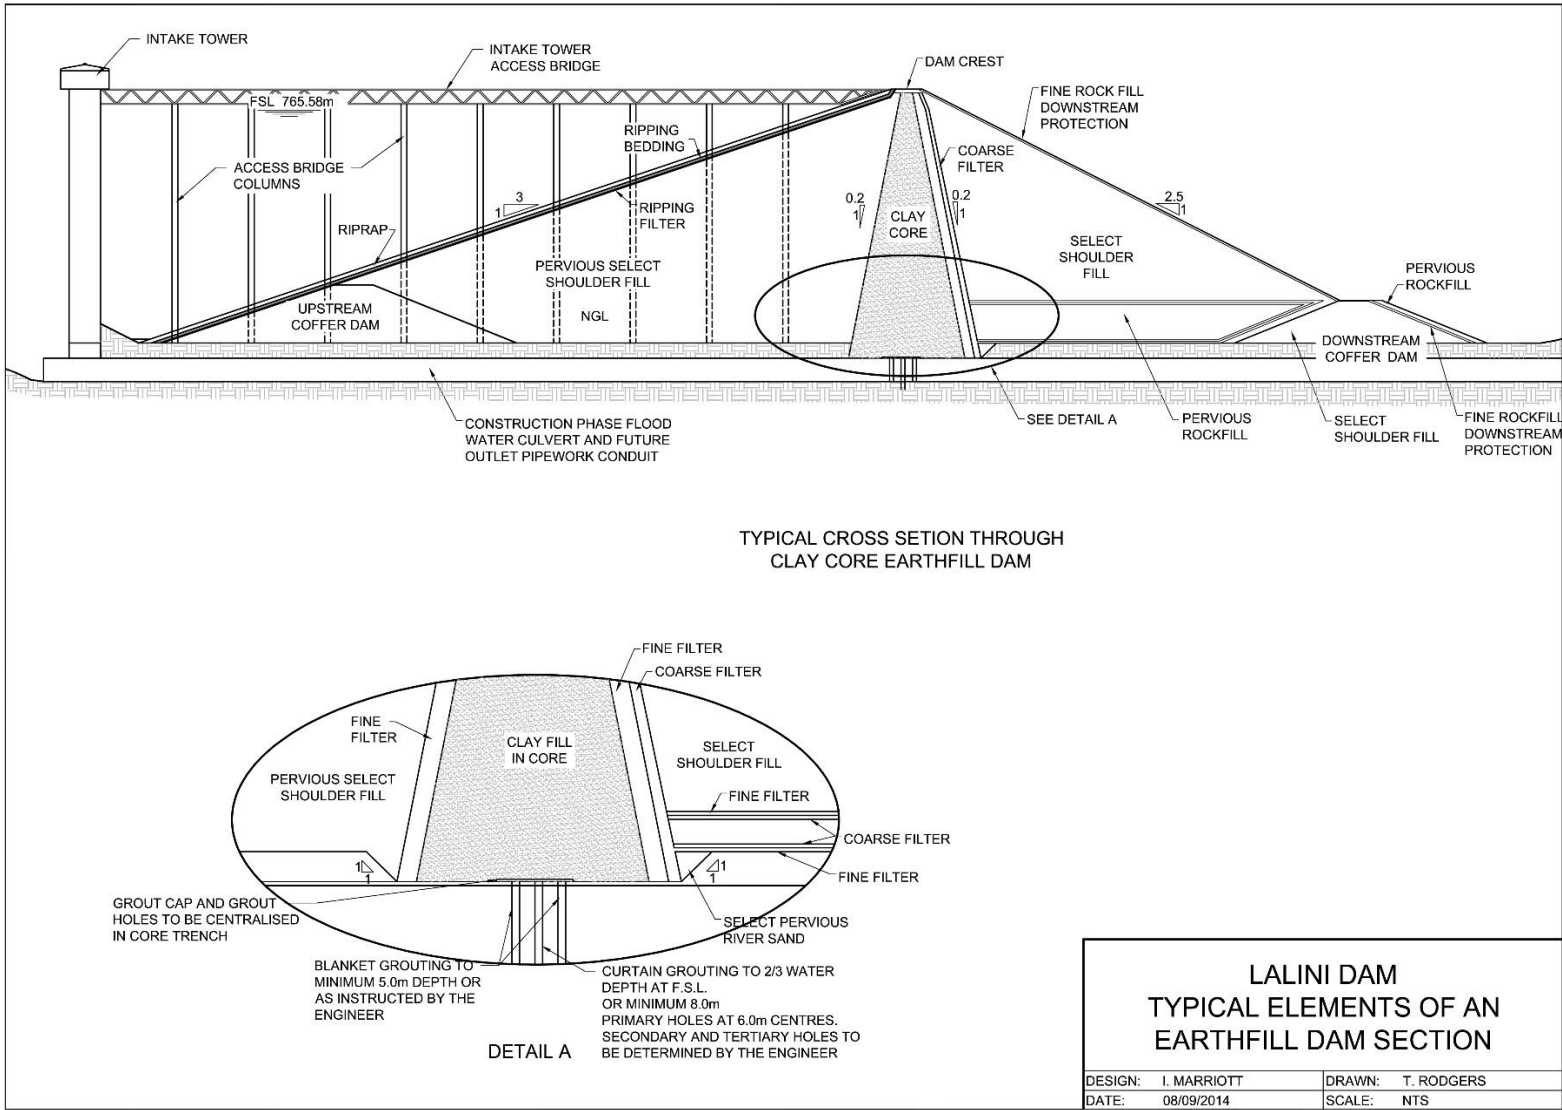 INTAKE TOWER
INTAKE TOWER
ACCESS BRIDGE
DAM CREST
FINE ROCK FILL
DOWNSTREAM
PROTECTION
FSL 765.58m
RIPPING
BEDDING
COARSE
FILTER
ACCESS BRIDGE
COLUMNS
3
1
RIPPING
FILTER
0.2
1
0.2
1
2.5
1
CLAY
CORE
RIPRAP
SELECT
SHOULDER
FILL
PERVIOUS SELECT
SHOULDER FILL
PERVIOUS
ROCKFILL
UPSTREAM
COFFER DAM
NGL
DOWNSTREAM
COFFER DAM
CONSTRUCTION PHASE FLOOD
WATER CULVERT AND FUTURE
OUTLET PIPEWORK CONDUIT
SEE DETAIL A
PERVIOUS
ROCKFILL
SELECT
SHOULDER FILL
FINE ROCKFILL
DOWNSTREAM
PROTECTION
TYPICAL CROSS SETION THROUGH
CLAY CORE EARTHFILL DAM
FINE FILTER
COARSE FILTER
FINE
FILTER
CLAY FILL
IN CORE
SELECT
SHOULDER FILL
PERVIOUS SELECT
SHOULDER FILL
FINE FILTER
COARSE FILTER
1
1
1
1
FINE FILTER
GROUT CAP AND GROUT
HOLES TO BE CENTRALISED
IN CORE TRENCH
SELECT PERVIOUS
RIVER SAND
BLANKET GROUTING TO
MINIMUM 5.0m DEPTH OR
AS INSTRUCTED BY THE
ENGINEER
CURTAIN GROUTING TO 2/3 WATER
DEPTH AT F.S.L.
OR MINIMUM 8.0m
PRIMARY HOLES AT 6.0m CENTRES.
SECONDARY AND TERTIARY HOLES TO
BE DETERMINED BY THE ENGINEER
DETAIL A
LALINI DAM
TYPICAL ELEMENTS OF AN
EARTHFILL DAM SECTION
DESIGN: I. MARRIOTT
DRAWN: T. RODGERS
DATE: 08/09/2014
SCALE: NTS